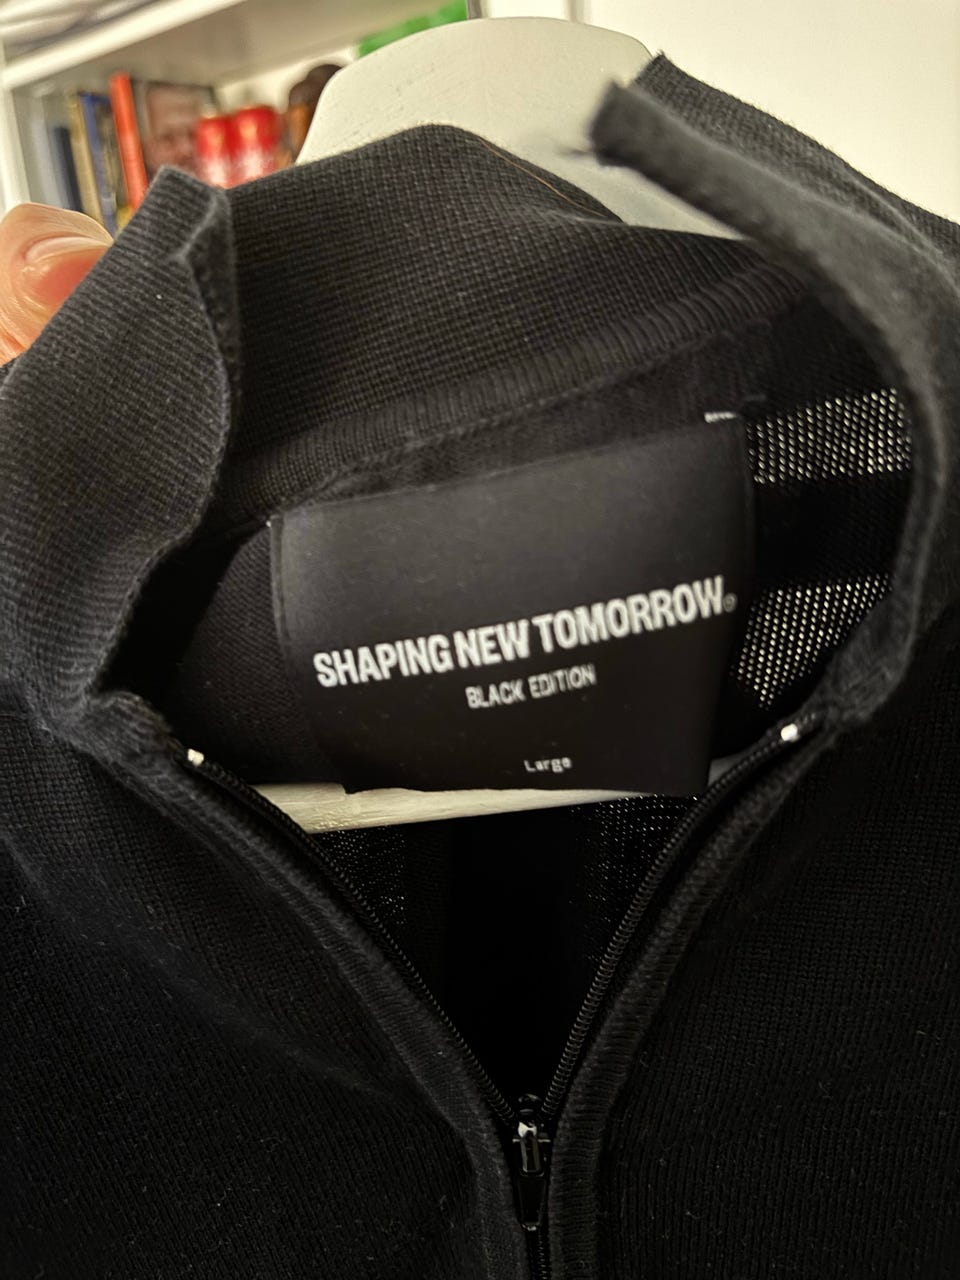 SHAPING NEW TOMORROW®
BLACK EDITION
Large